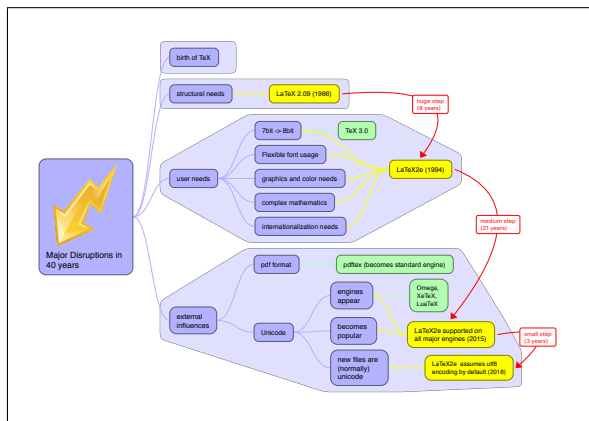 birth of TeX
structural needs
LaTeX 2.09 (1986)
huge step
(8 years)
7bit -> 8bit
TeX 3.0
Flexible font usage
user needs
graphics and color needs
LaTeX2e (1994)
complex mathematics
internationalization needs
Major Disruptions in
40 years
medium step
(21 years)
pdf format
pdftex (becomes standard engine)
engines
appear
Omega,
XeTeX,
LuaTeX
external
influences
Unicode
becomes
popular
LaTeX2e supported on
all major engines (2015)
small step
(3 years)
new files are
(normally)
unicode
LaTeX2e assumes utf8
encoding by default (2018)